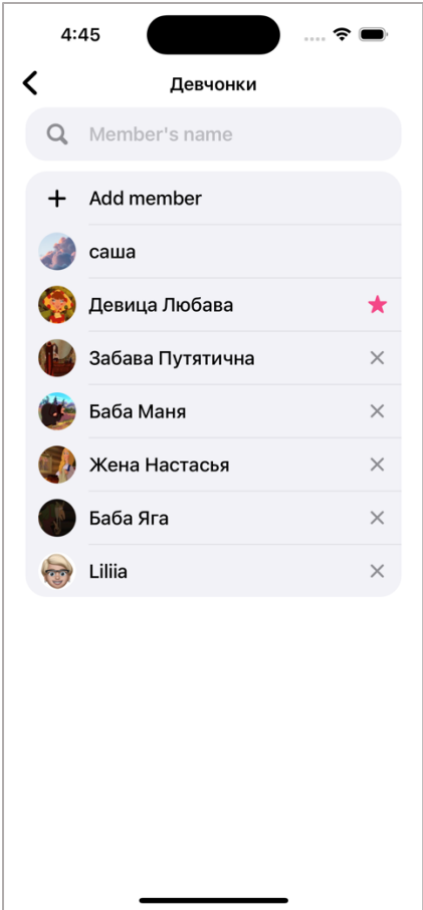 4:45
Девчонки
Member's name
Add member
саша
Девица Любава
Забава Путятична
Баба Маня
Жена Настасья
Баба Яга
Liliia